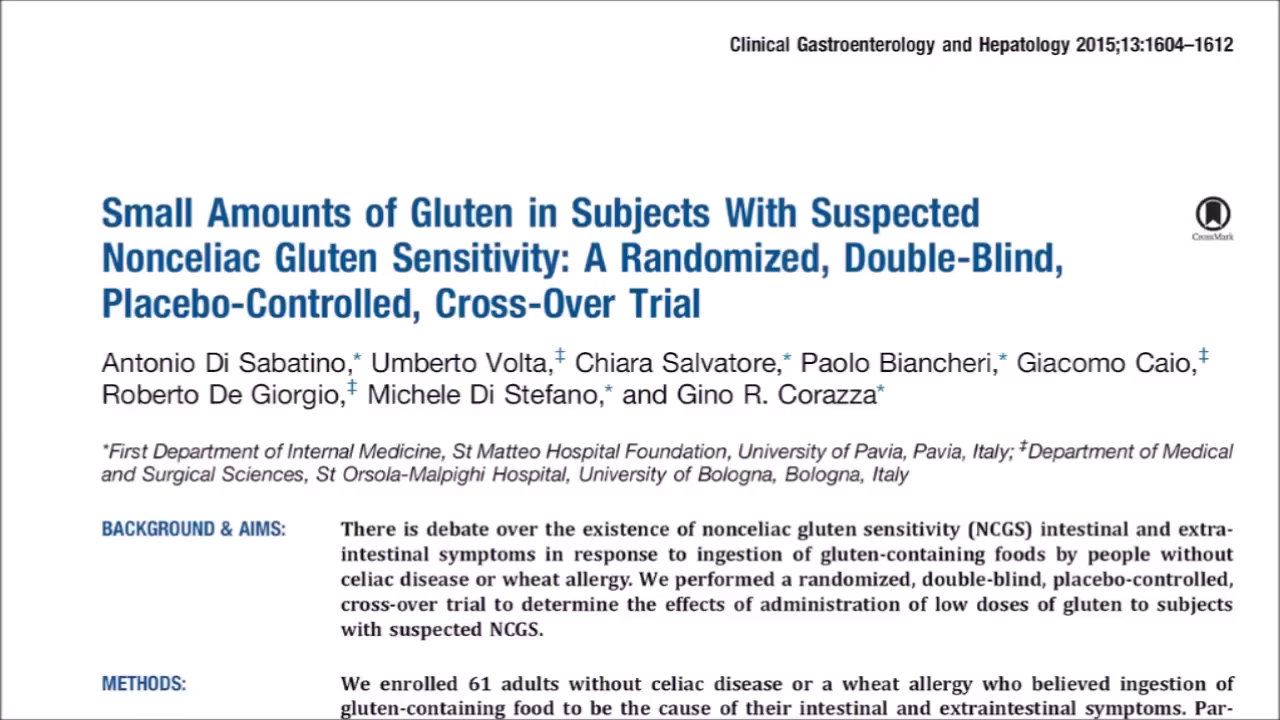 Clinical Gastroenterology and Hepatology 2015;13:1604–1612
Small Amounts of Gluten in Subjects With Suspected
Nonceliac Gluten Sensitivity: A Randomized, Double-Blind,
Placebo-Controlled, Cross-Over Trial
CrossMark
Antonio Di Sabatino,* Umberto Volta,‡ Chiara Salvatore,* Paolo Biancheri,* Giacomo Caio,‡
Roberto De Giorgio,‡ Michele Di Stefano,* and Gino R. Corazza*
*First Department of Internal Medicine, St Matteo Hospital Foundation, University of Pavia, Pavia, Italy; ‡Department of Medical
and Surgical Sciences, St Orsola-Malpighi Hospital, University of Bologna, Bologna, Italy
BACKGROUND & AIMS: There is debate over the existence of nonceliac gluten sensitivity (NCGS) intestinal and extra-
intestinal symptoms in response to ingestion of gluten-containing foods by people without
celiac disease or wheat allergy. We performed a randomized, double-blind, placebo-controlled,
cross-over trial to determine the effects of administration of low doses of gluten to subjects
with suspected NCGS.
METHODS: We enrolled 61 adults without celiac disease or a wheat allergy who believed ingestion of
gluten-containing food to be the cause of their intestinal and extraintestinal symptoms. Par-